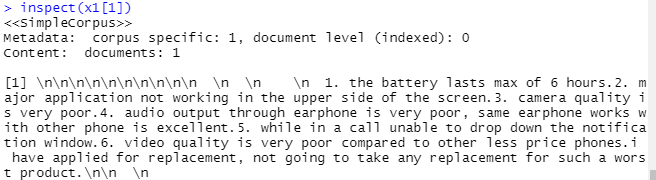 > inspect(x1[1])
<<SimpleCorpus>>
Metadata:  corpus specific: 1, document level (indexed): 0
Content:  documents: 1

[1] \n\n\n\n\n\n\n\n\n\n  \n  \n    \n  1. the battery lasts max of 6 hours.2. m
ajor application not working in the upper side of the screen.3. camera quality i
s very poor.4. audio output through earphone is very poor, same earphone works w
ith other phone is excellent.5. while in a call unable to drop down the notifica
tion window.6. video quality is very poor compared to other less price phones.i
 have applied for replacement, not going to take any replacement for such a wors
t product.\n\n  \n